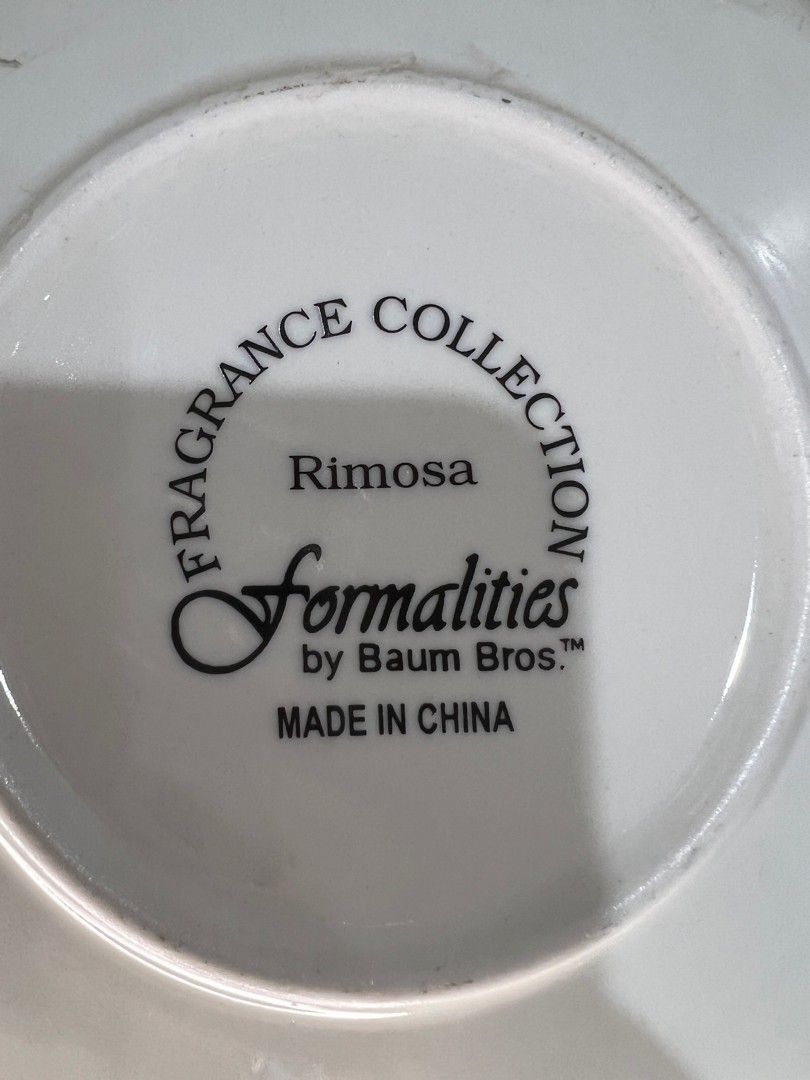 FRAGRANCE COLLECTION
Rimosa
formalities
by Baum Bros.™
MADE IN CHINA